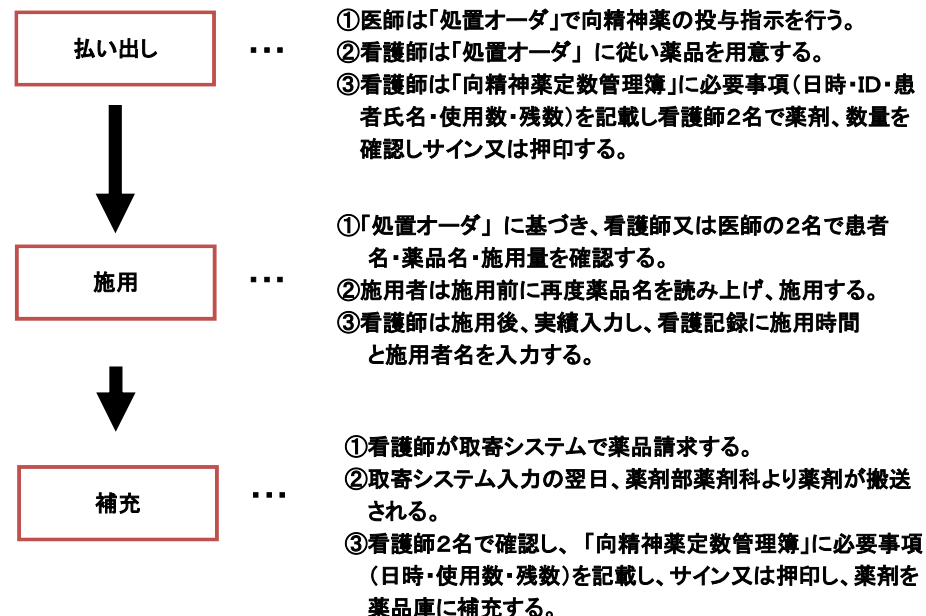 払い出し
…
①医師は「処置オーダ」で向精神薬の投与指示を行う。
②看護師は「処置オーダ」 に従い薬品を用意する。
③看護師は「向精神薬定数管理簿」に必要事項(日時・ID・患
者氏名・使用数・残数)を記載し看護師2名で薬剤、数量を
確認しサイン又は押印する。
施用
…
①「処置オーダ」 に基づき、看護師又は医師の2名で患者
名・薬品名・施用量を確認する。
②施用者は施用前に再度薬品名を読み上げ、施用する。
③看護師は施用後、実績入力し、看護記録に施用時間
と施用者名を入力する。
補充
…
①看護師が取寄システムで薬品請求する。
②取寄システム入力の翌日、薬剤部薬剤科より薬剤が搬送
される。
③看護師2名で確認し、 「向精神薬定数管理簿」に必要事項
(日時・使用数・残数)を記載し、サイン又は押印し、薬剤を
薬品庫に補充する。